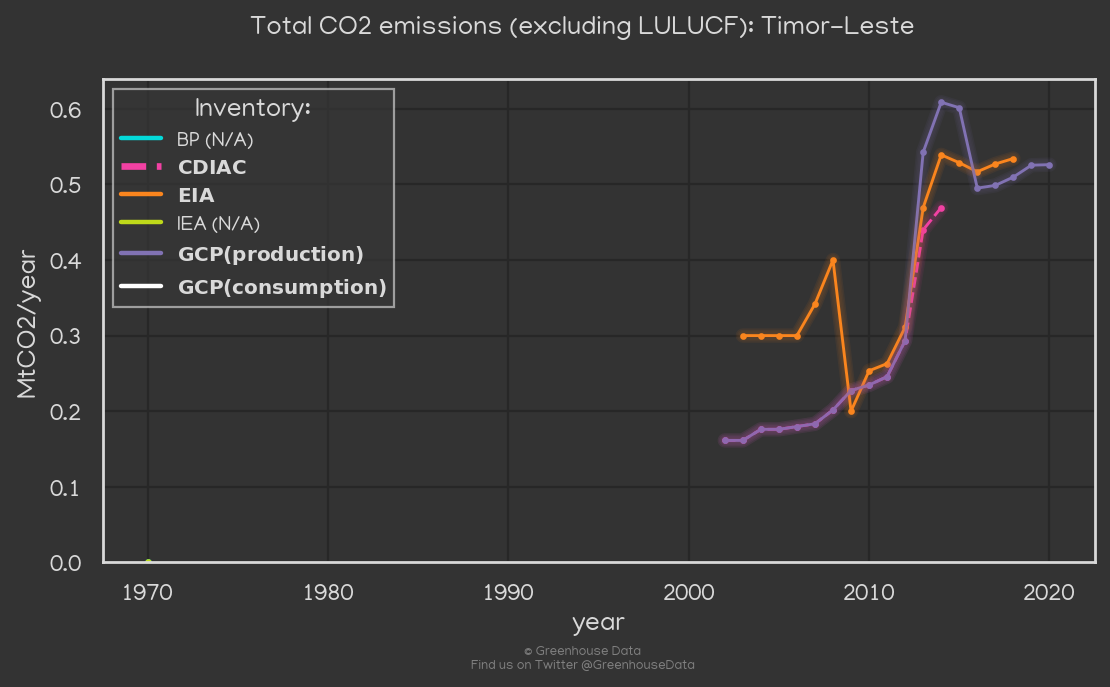 Total CO2 emissions (excluding LULUCF): Timor-Leste
Inventory:
BP (N/A)
CDIAC
EIA
IEA (N/A)
GCP(production)
GCP(consumption)
MtCO2/year
0.6
0.5
0.4
0.3
0.2
0.1
0.0
1970 1980 1990 2000 2010 2020
year
© Greenhouse Data
Find us on Twitter @GreenhouseData